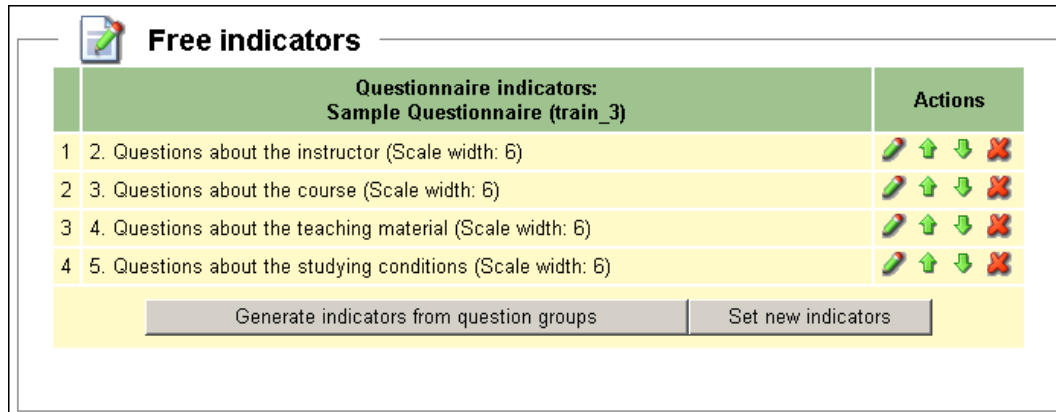 Free indicators
Questionnaire indicators:
Sample Questionnaire (train_3)
Actions
1 2. Questions about the instructor (Scale width: 6)
2 3. Questions about the course (Scale width: 6)
3 4. Questions about the teaching material (Scale width: 6)
4 5. Questions about the studying conditions (Scale width: 6)
Generate indicators from question groups Set new indicators